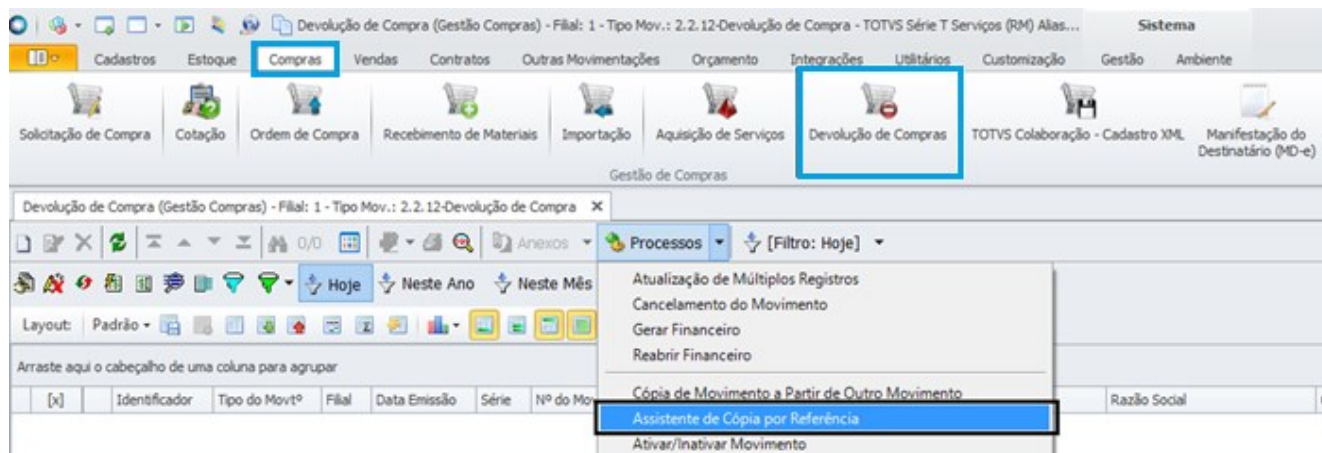 Devolução de Compra (Gestão Compras) - Filial: 1 - Tipo Mov.: 2.2.12-Devolução de Compra - TOTVS Série T Serviços (RM) Alias... Sistema
Cadastros Estoque Compras Vendas Contratos Outras Movimentações Orçamento Integrações Utilitários Customização Gestão Ambiente
Solicitação de Compra Cotação Ordem de Compra Recebimento de Materiais Importação Aquisição de Serviços Devolução de Compras TOTVS Colaboração - Cadastro XML Manifestação do
Destinatário (MD-e)
Gestão de Compras
Devolução de Compra (Gestão Compras) - Filial: 1 - Tipo Mov.: 2.2.12-Devolução de Compra
0/0 Anexos Processos [Filtro: Hoje]
Hoje Neste Ano Neste Mês
Atualização de Múltiplos Registros
Cancelamento do Movimento
Layout: Padrão
Gerar Financeiro
Reabrir Financeiro
Arraste aqui o cabeçalho de uma coluna para agrupar
Cópia de Movimento a Partir de Outro Movimento
[x] Identificador Tipo do Movtº Filial Data Emissão Série Nº do Mov Razão Social
Assistente de Cópia por Referência
Ativar/Inativar Movimento